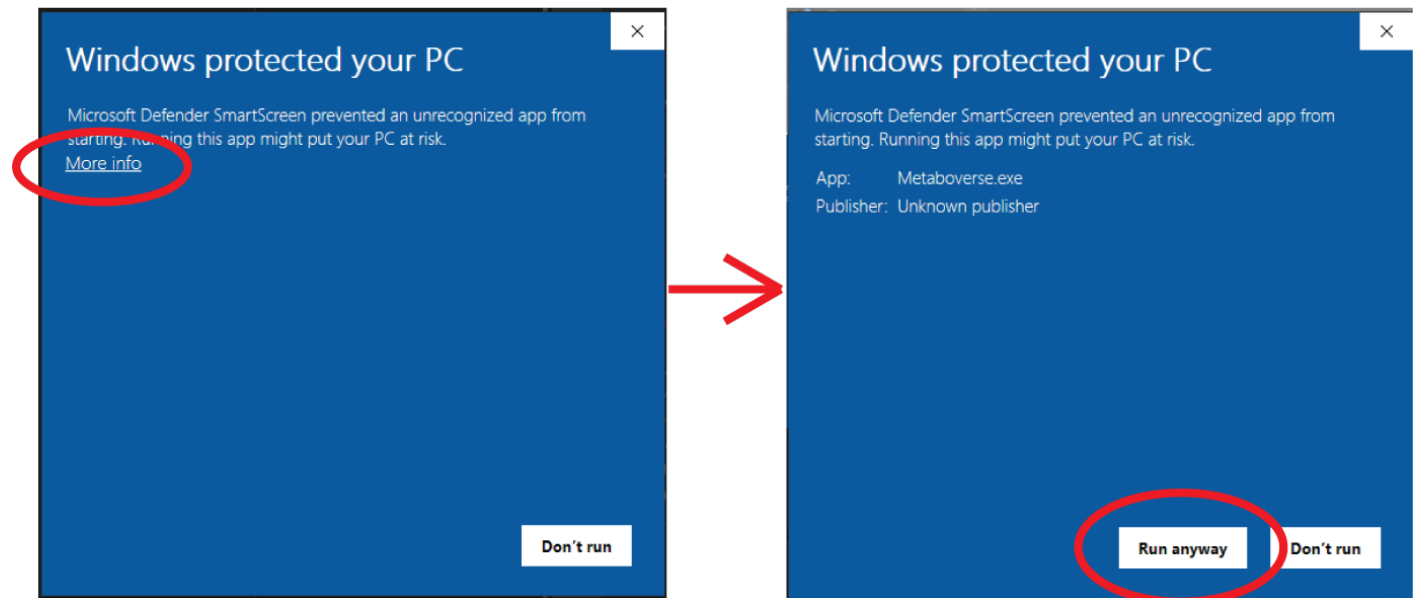 Windows protected your PC
Microsoft Defender SmartScreen prevented an unrecognized app from
starting. Running this app might put your PC at risk.
More info
Don't run
Windows protected your PC
Microsoft Defender SmartScreen prevented an unrecognized app from
starting. Running this app might put your PC at risk.
App: Metaboverse.exe
Publisher: Unknown publisher
Run anyway Don't run